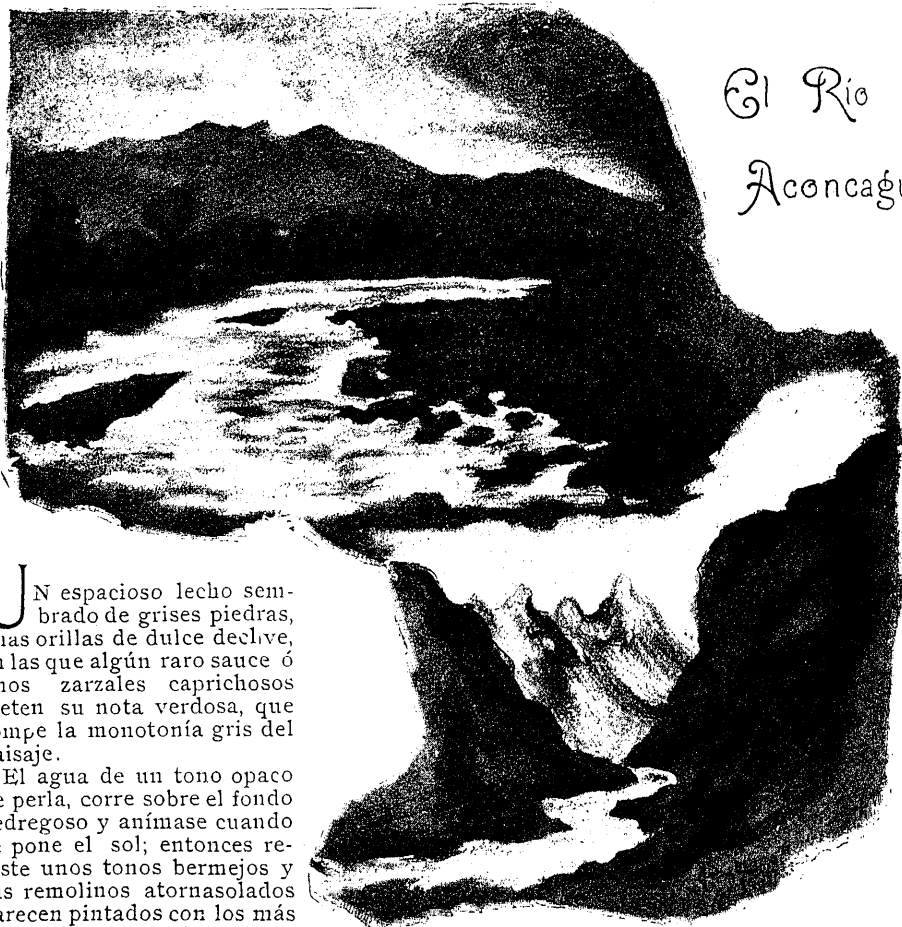 El Río
Aconcagu
UN espacioso lecho sem-
brado de grises piedras,
nas orillas de dulce declive,
n las que algún raro sauce ó
nos zarzales caprichosos
eten su nota verdosa, que
ompe la monotonía gris del
aisaje.
El agua de un tono opaco
e perla, corre sobre el fondo
edregoso y anímase cuando
e pone el sol; entonces re-
iste unos tonos bermejos y
us remolinos atornasolados
arecen pintados con los más